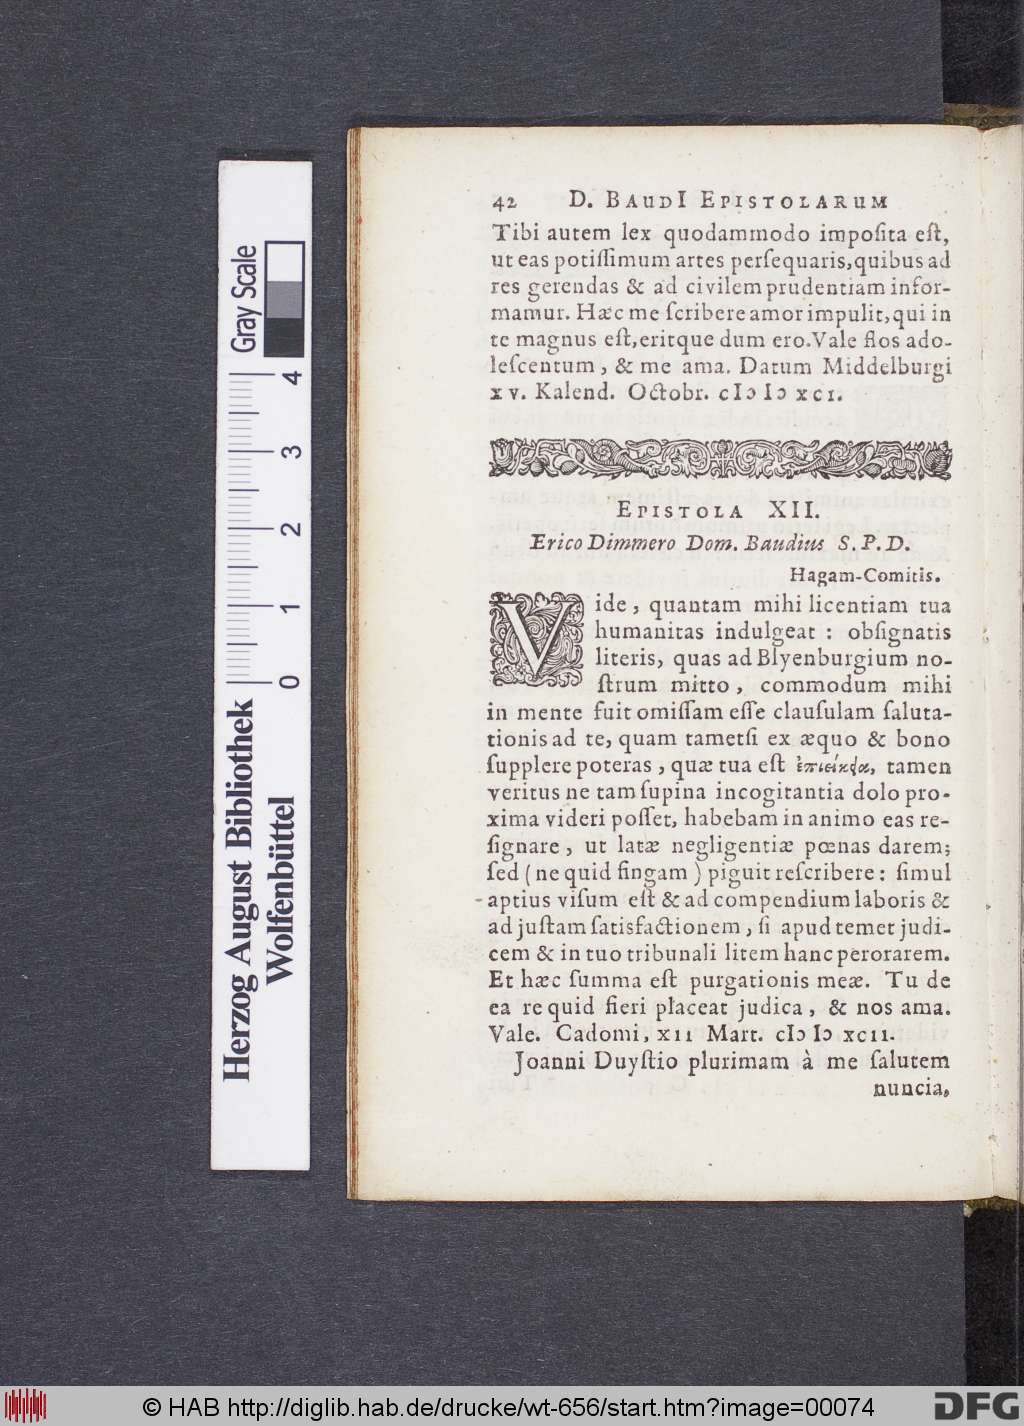 42 D. BAUDI EPISTOLARUM
Tibi autem lex quodammodo imposita est,
ut eas potissimum artes persequaris, quibus ad
res gerendas & ad civilem prudentiam infor-
mamur. Hæc me scribere amor impulit, qui in
te magnus est, eritque dum ero. Vale flos ado-
lescentum, & me ama. Datum Middelburgi
xv. Kalend. Octobr. cIↄ Iↄ xcI.
EPISTOLA XII.
Erico Dimmero Dom. Baudius S. P. D.
Hagam-Comitis.
Vide, quantam mihi licentiam tua
humanitas indulgeat : obsignatis
literis, quas ad Blyenburgium no-
strum mitto, commodum mihi
in mente fuit omissam esse clausulam saluta-
tionis ad te, quam tametsi ex æquo & bono
supplere poteras, quæ tua est ἐπιείκεια, tamen
veritus ne tam supina incogitantia dolo pro-
xima videri posset, habebam in animo eas re-
signare, ut latæ negligentiæ pœnas darem;
sed ( ne quid fingam ) piguit rescribere : simul
aptius visum est & ad compendium laboris &
ad justam satisfactionem, si apud temet judi-
cem & in tuo tribunali litem hanc perorarem.
Et hæc summa est purgationis meæ. Tu de
ea re quid fieri placeat judica, & nos ama.
Vale. Cadomi, xII Mart. cIↄ Iↄ xcII.
Joanni Duystio plurimam à me salutem
nuncia,
Gray Scale
4
3
2
1
0
Herzog August Bibliothek
Wolfenbüttel
© HAB http://diglib.hab.de/drucke/wt-656/start.htm?image=00074
DFG